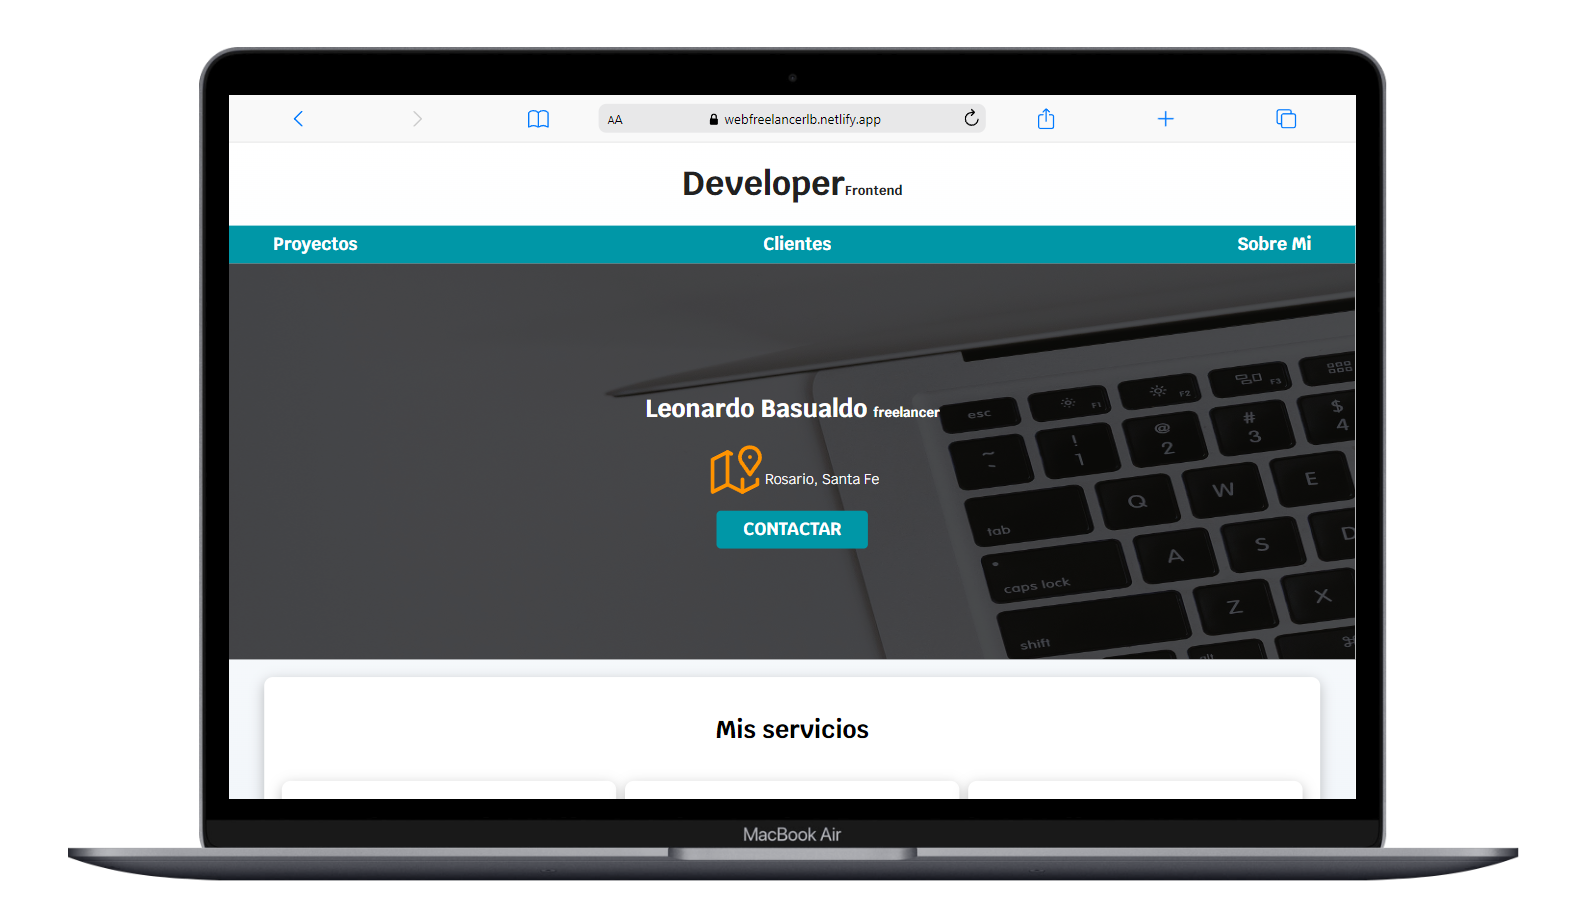 AA webfreelancerlb.netlify.app
Developer Frontend
Proyectos Clientes Sobre Mi
Leonardo Basualdo freelancer
Rosario, Santa Fe
CONTACTAR
esc F1 F2 F3
~ ! 1 @ 2 # 3 $ 4
tab Q W E
caps lock A S D
shift Z X
alt ⌘
Mis servicios
MacBook Air